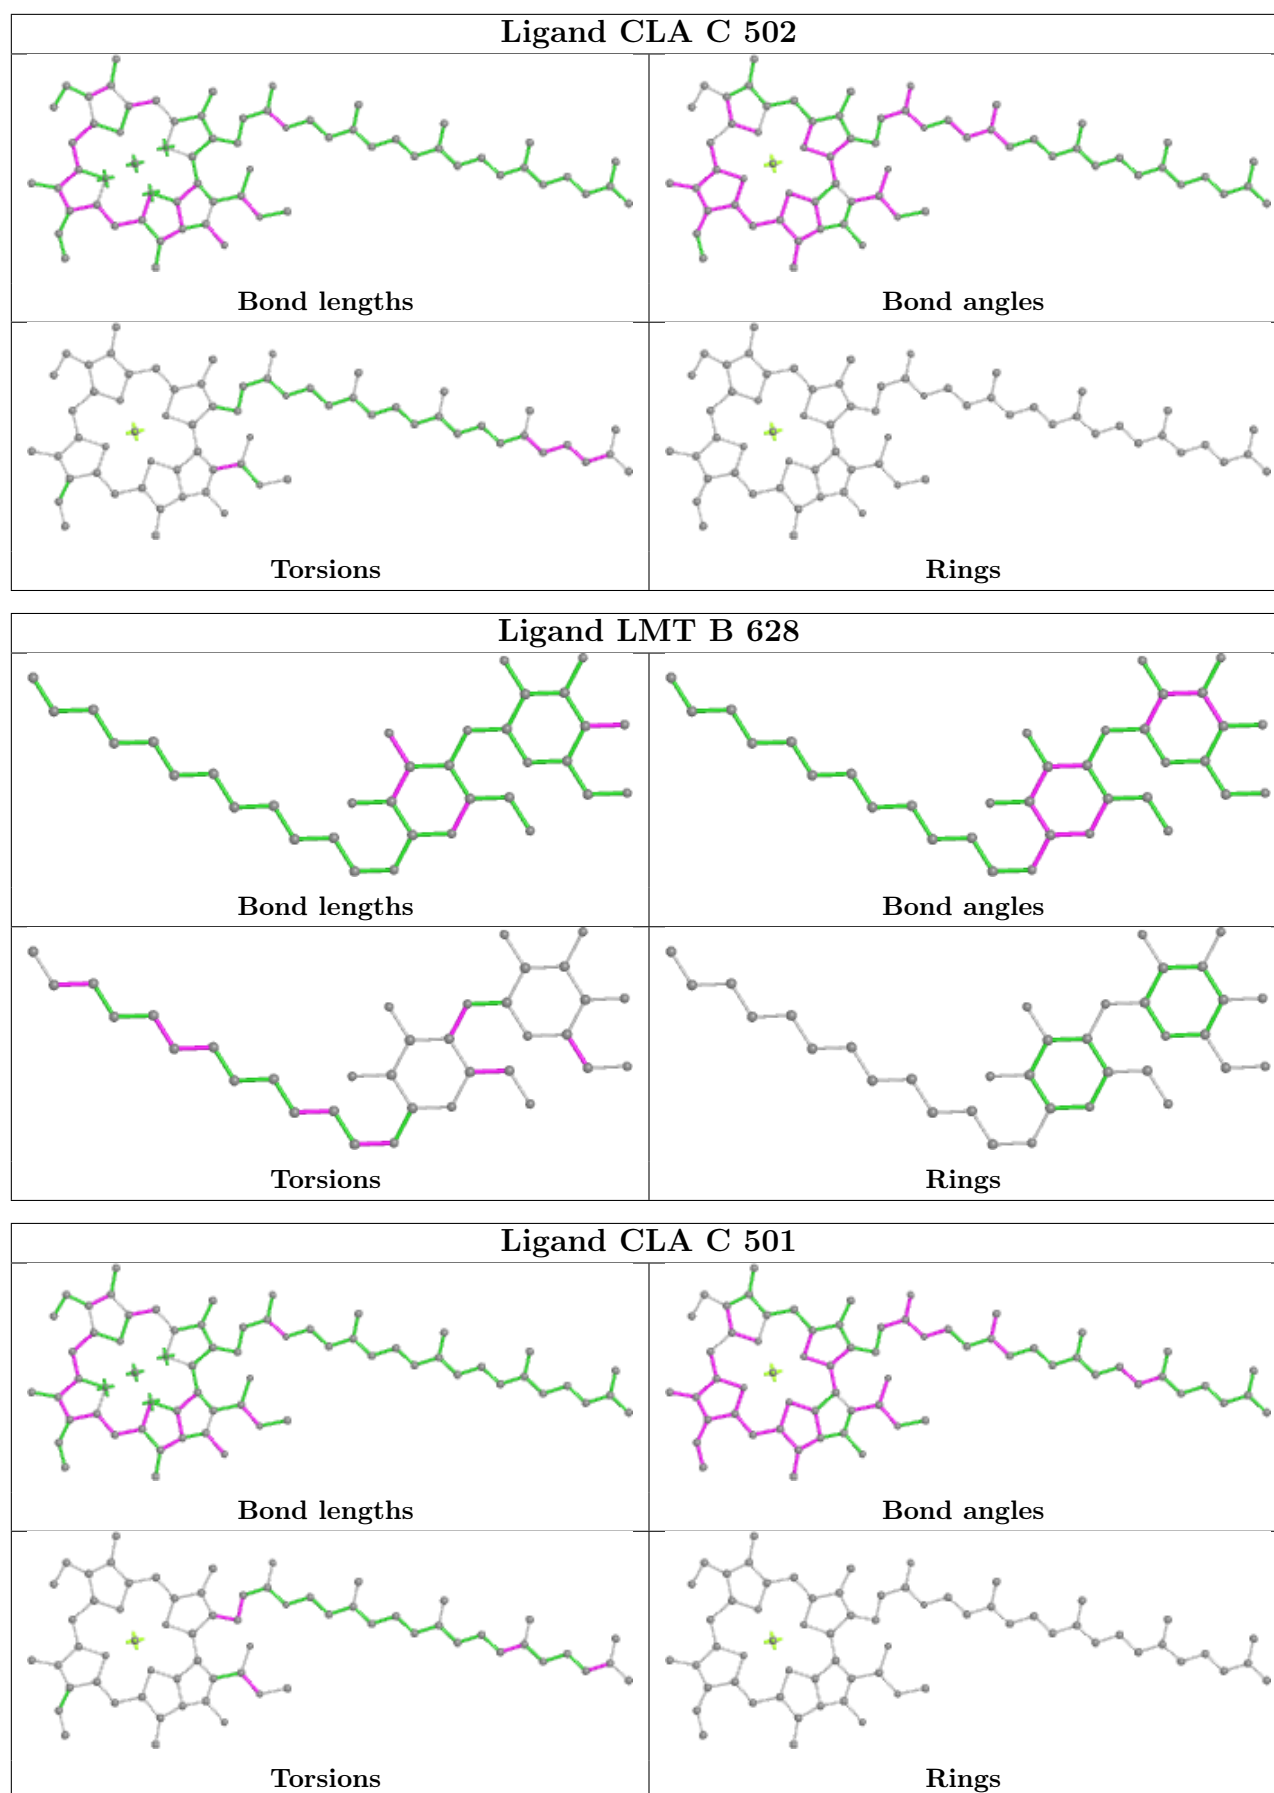 Ligand CLA C 502
Bond lengths
Bond angles
Torsions
Rings
Ligand LMT B 628
Bond lengths
Bond angles
Torsions
Rings
Ligand CLA C 501
Bond lengths
Bond angles
Torsions
Rings